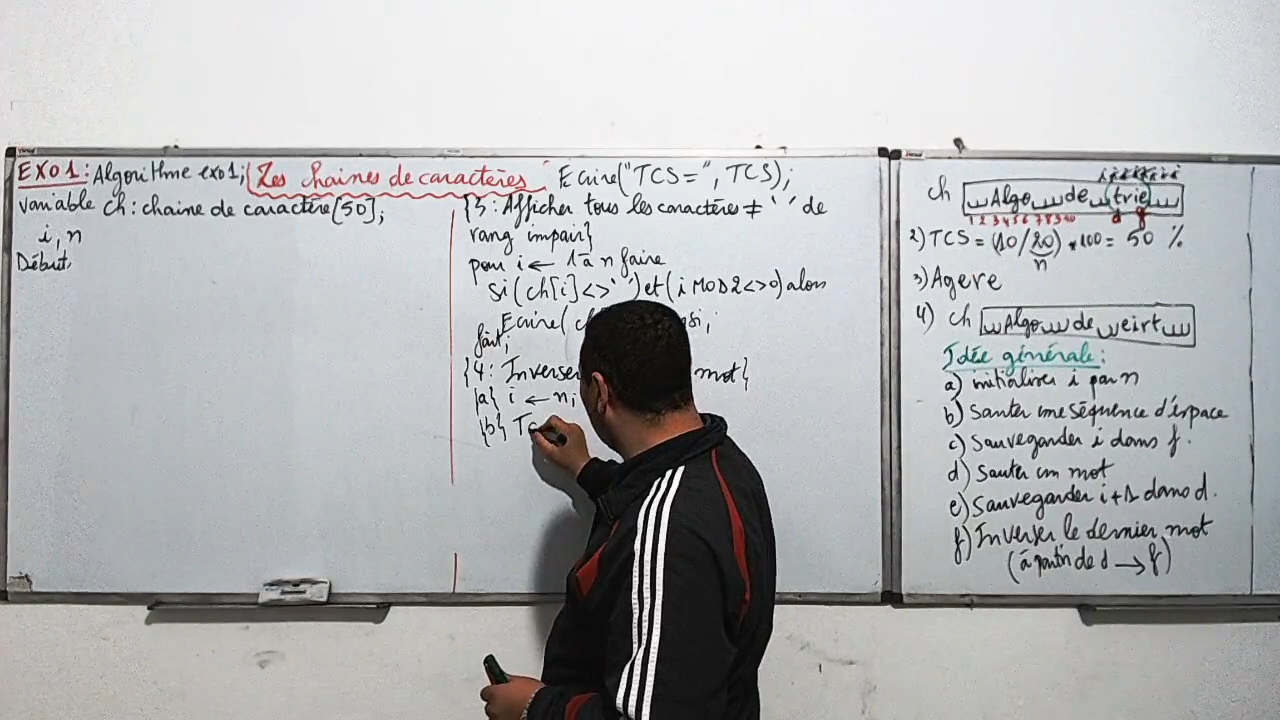 EXO1: Algorithme exo1;
variable ch: chaine de caractère[50];
i, n
Début
Les chaines de caractères
Ecrire("TCS=", TCS);
{3: Afficher tous les caractères ≠ ' ' de
rang impair}
pour i ← 1 à n faire
si(ch[i]<>' ') et (i MOD 2<>0) alors
Ecrire(
fait;
{4: Inverser mot}
{a} i ← n;
{b}
ch ␣Algo␣␣de␣(trie)␣␣
1 2 3 4 5 6 7 8 9 10 d f
2) TCS = (10/20) * 100 = 50 %
n
3) Agere
4) ch ␣Algo␣␣de␣eirt␣␣
Idée générale:
a) initialiser i par n
b) Sauter une séquence d'espace
c) Sauvegarder i dans f.
d) Sauter un mot
e) Sauvegarder i+1 dans d.
f) Inverser le dernier mot
(à partir de d → f)